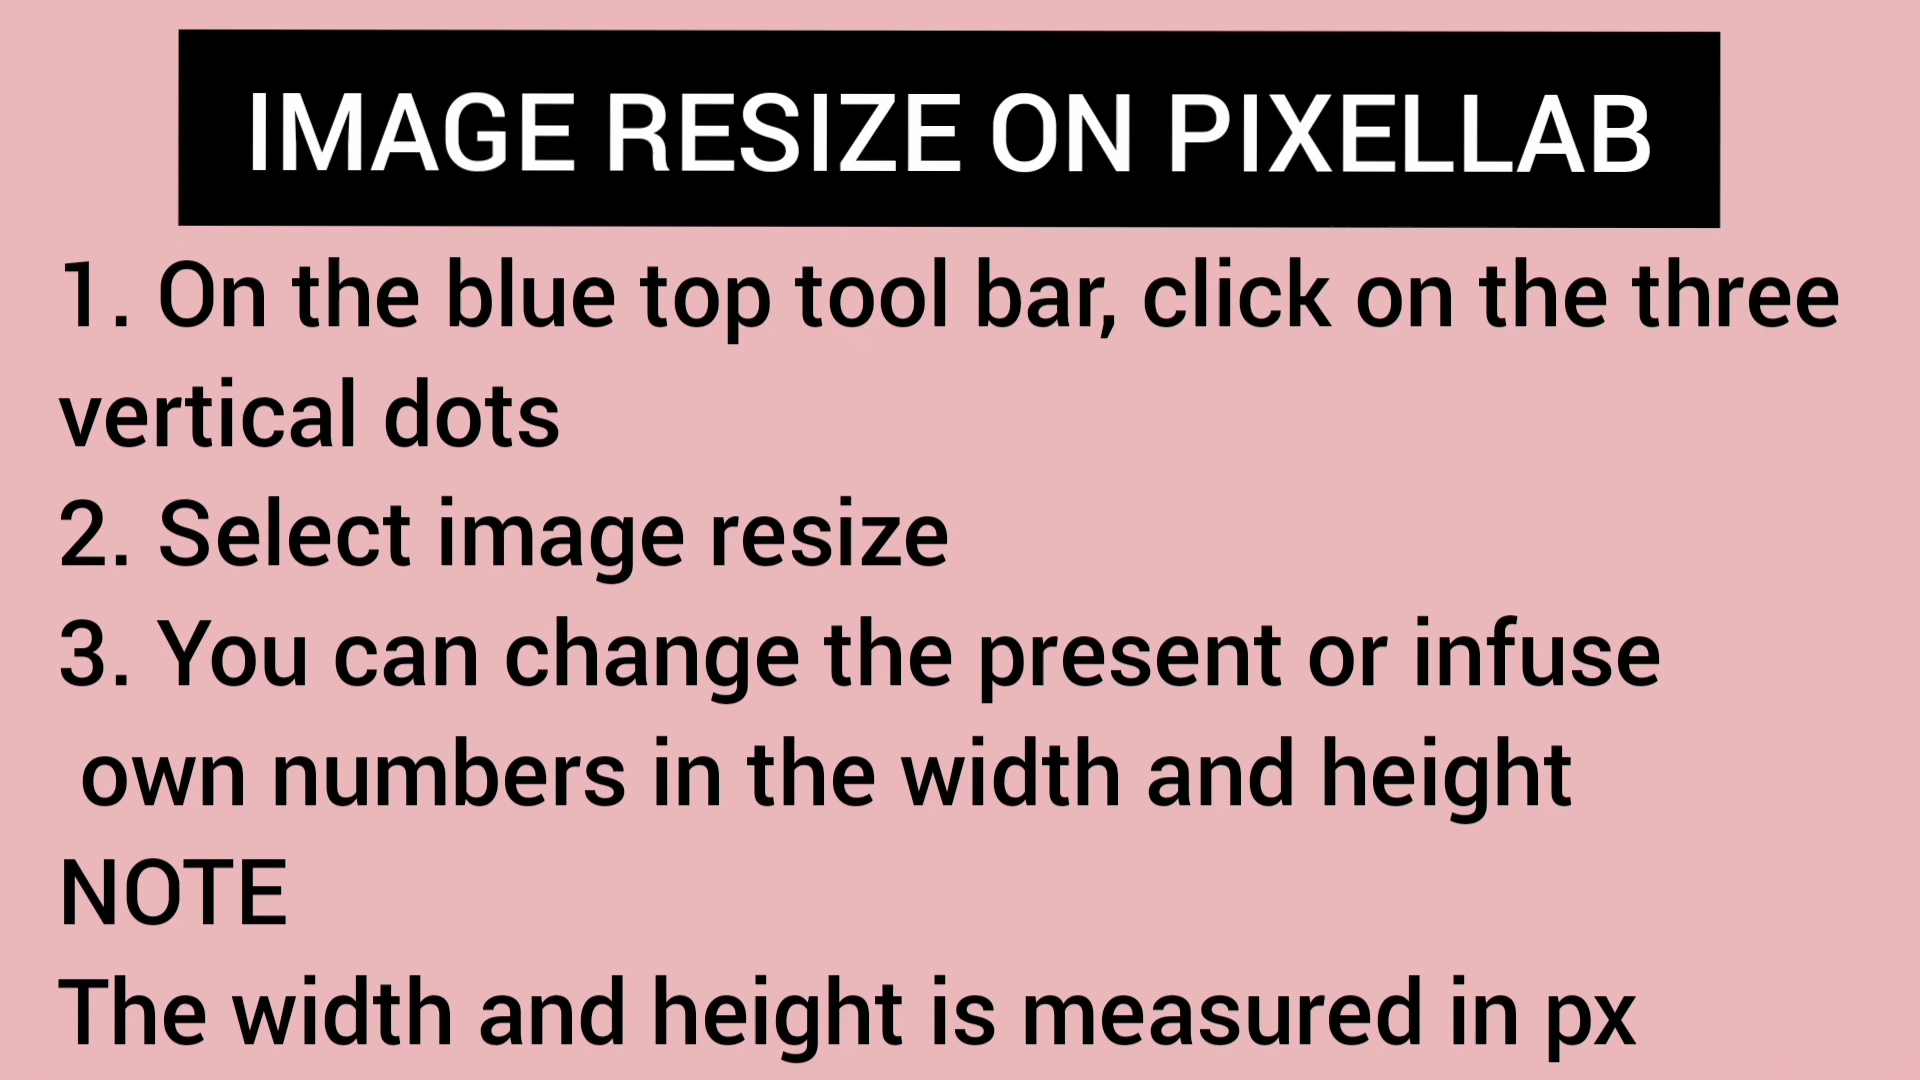 IMAGE RESIZE ON PIXELLAB
1. On the blue top tool bar, click on the three
vertical dots
2. Select image resize
3. You can change the present or infuse
own numbers in the width and height
NOTE
The width and height is measured in px